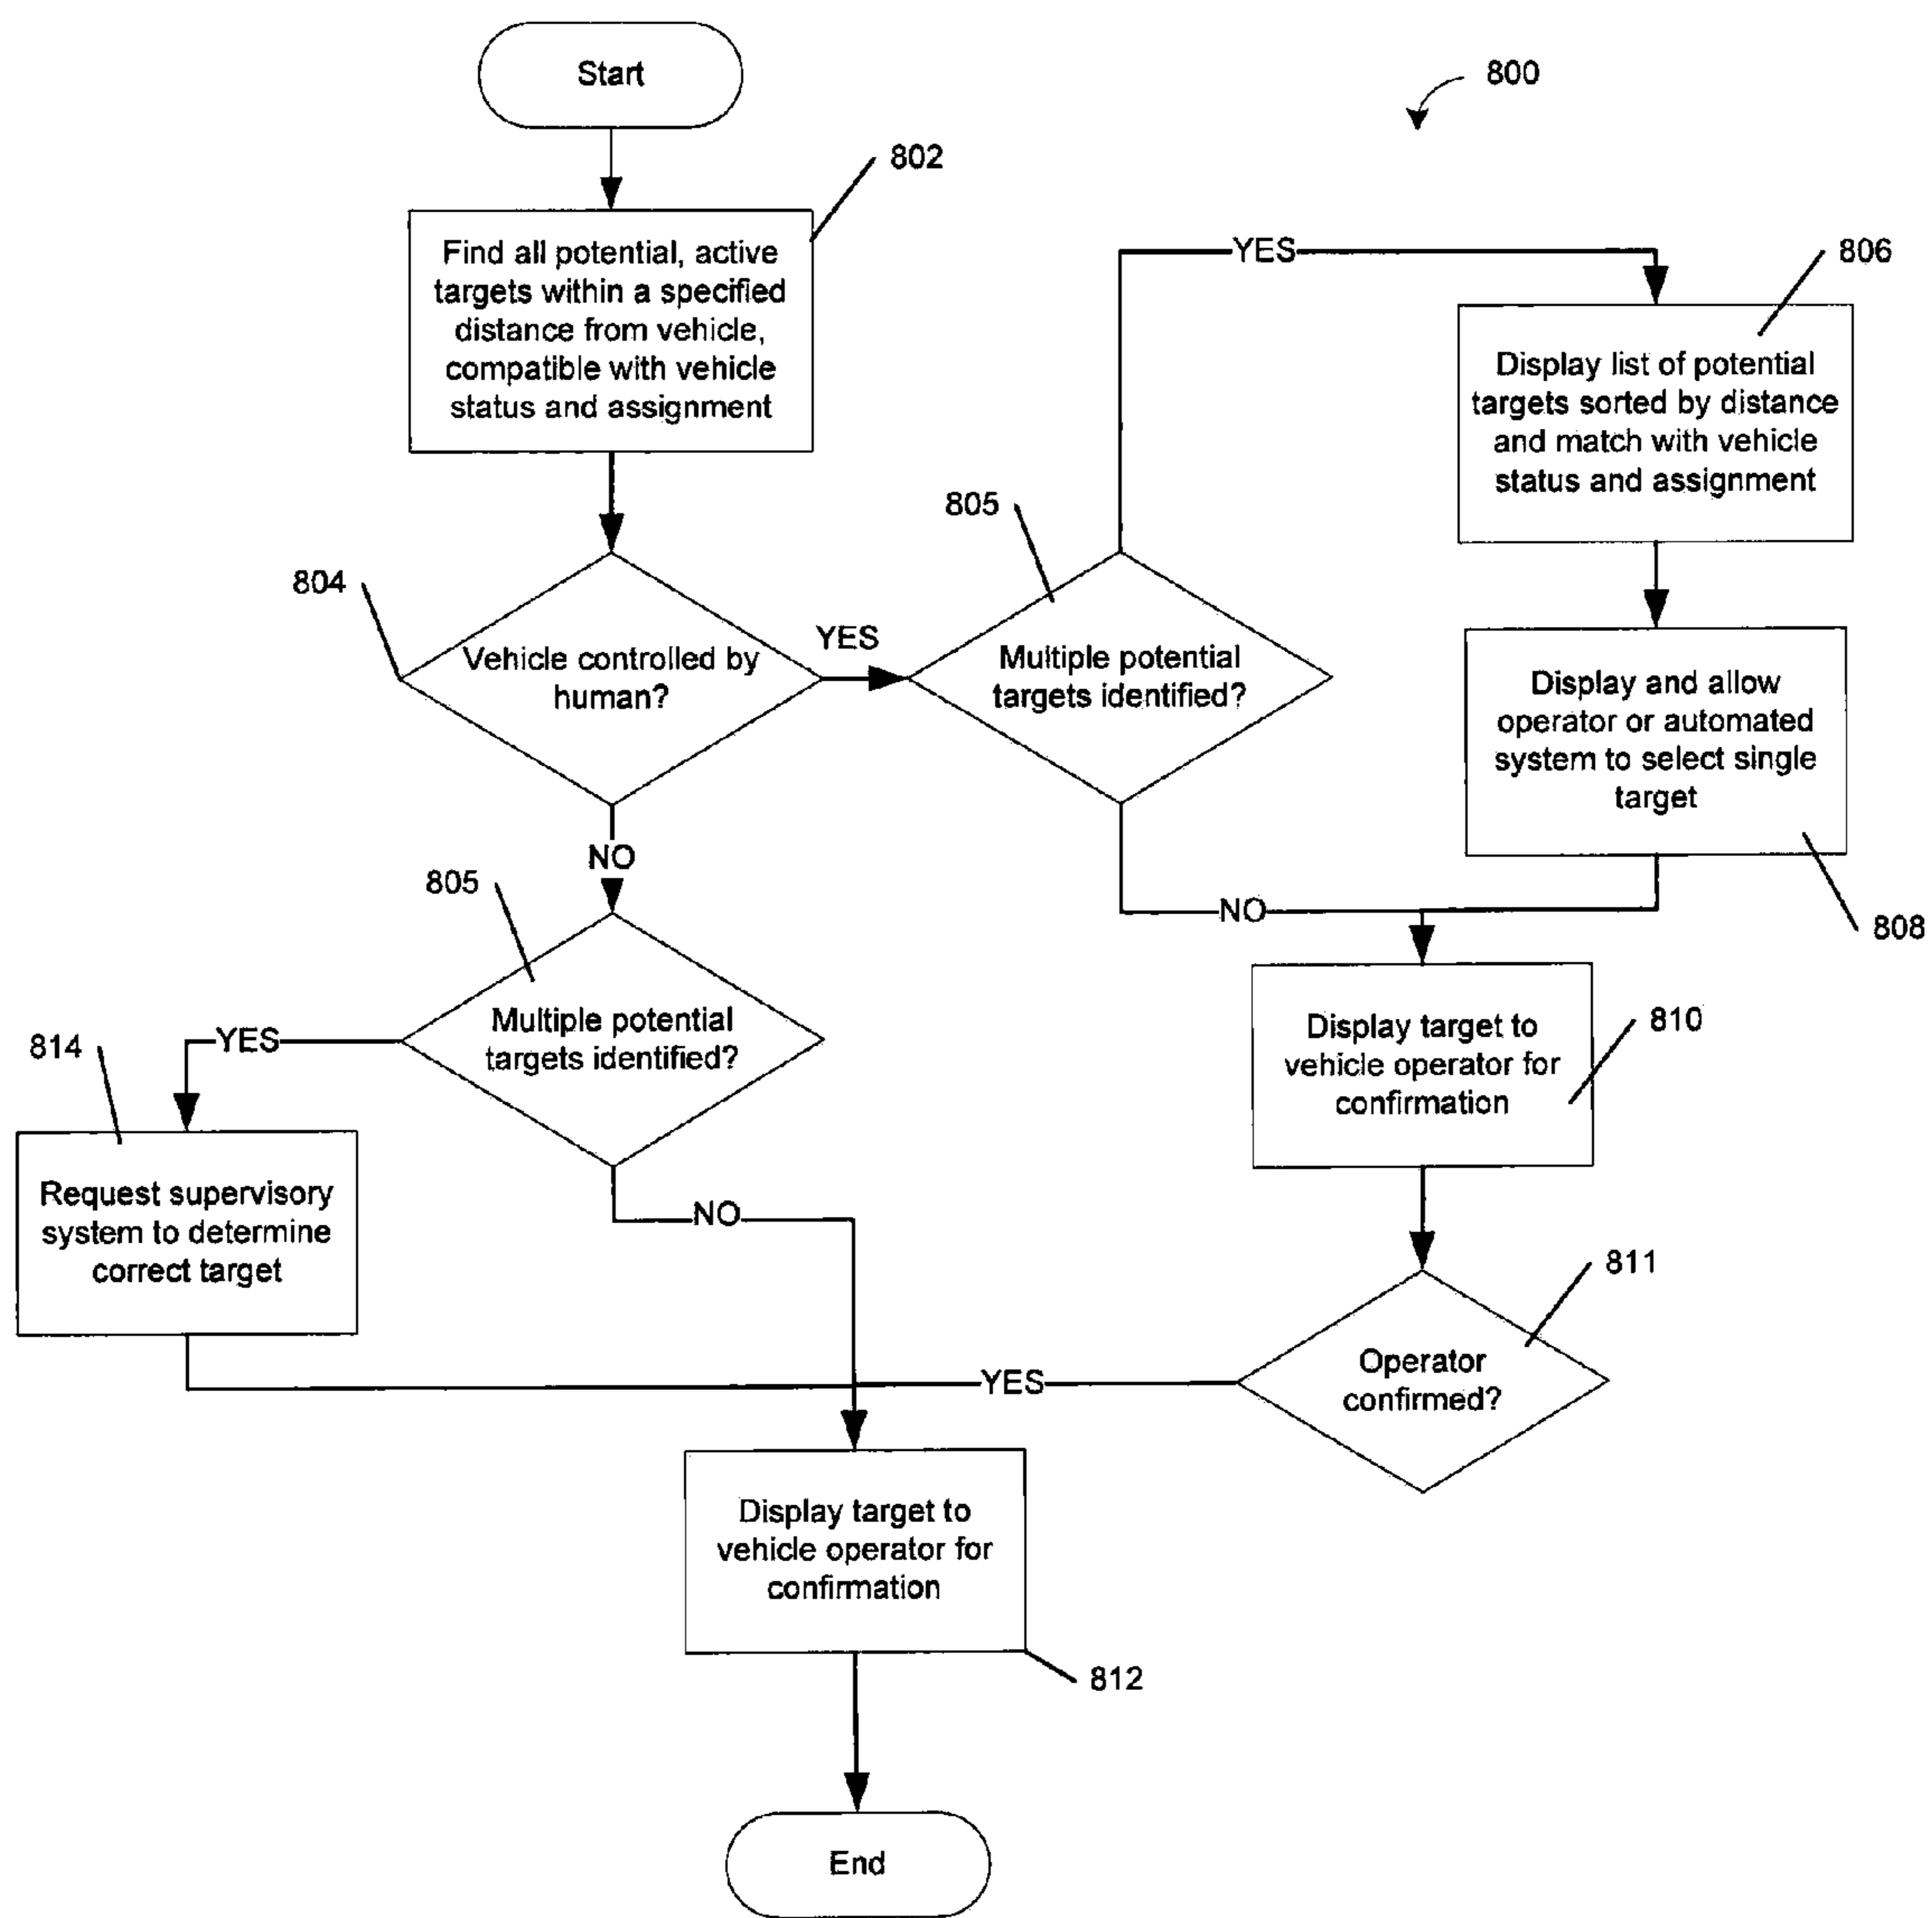 Start
800
802
Find all potential, active
targets within a specified
distance from vehicle,
compatible with vehicle
status and assignment
YES
806
Display list of potential
targets sorted by distance
and match with vehicle
status and assignment
805
804
Vehicle controlled by
human?
YES
Multiple potential
targets identified?
Display and allow
operator or automated
system to select single
target
NO
805
NO
808
Multiple potential
targets identified?
YES
814
Display target to
vehicle operator for
confirmation
810
Request supervisory
system to determine
correct target
NO
811
Operator
confirmed?
YES
Display target to
vehicle operator for
confirmation
812
End